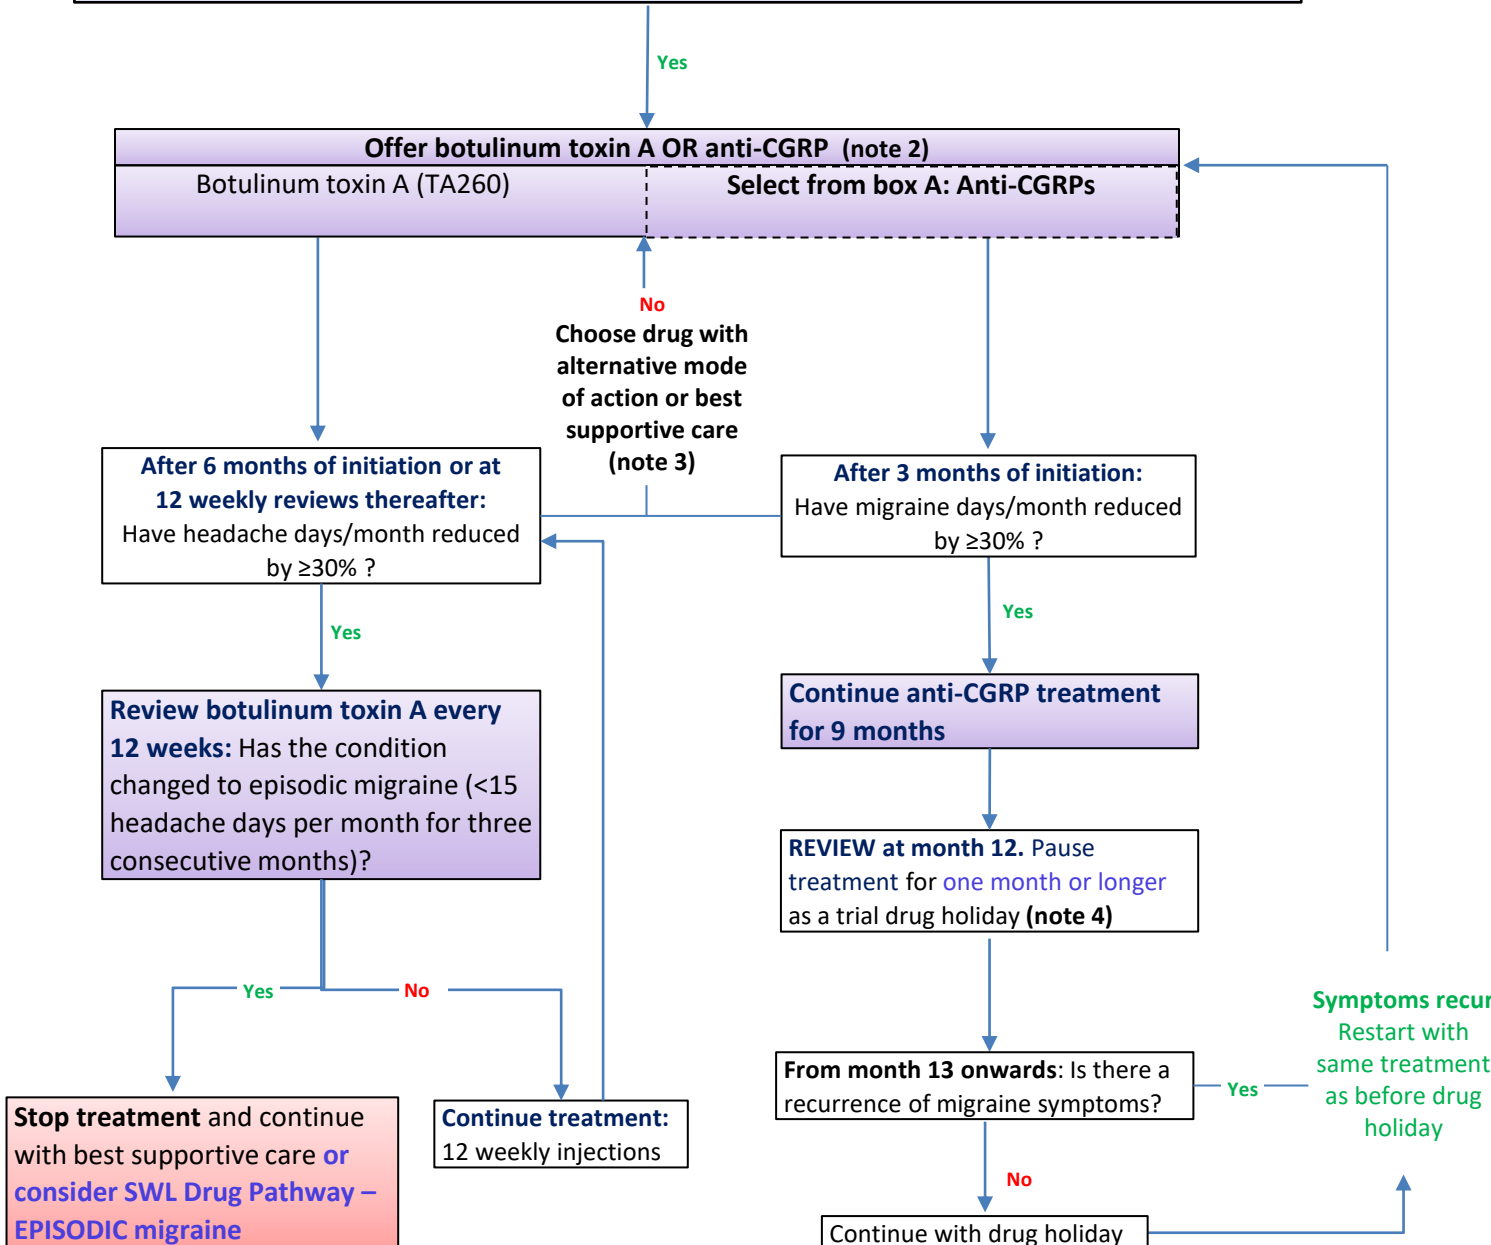 Yes
Offer botulinum toxin A OR anti-CGRP (note 2)
Botulinum toxin A (TA260)
Select from box A: Anti-CGRPs
No
Choose drug with
alternative mode
of action or best
supportive care
(note 3)
After 6 months of initiation or at
12 weekly reviews thereafter:
Have headache days/month reduced
by ≥30% ?
After 3 months of initiation:
Have migraine days/month reduced
by ≥30% ?
Yes
Yes
Review botulinum toxin A every
12 weeks: Has the condition
changed to episodic migraine (<15
headache days per month for three
consecutive months)?
Continue anti-CGRP treatment
for 9 months
REVIEW at month 12. Pause
treatment for one month or longer
as a trial drug holiday (note 4)
Yes
No
Stop treatment and continue
with best supportive care or
consider SWL Drug Pathway –
EPISODIC migraine
Continue treatment:
12 weekly injections
From month 13 onwards: Is there a
recurrence of migraine symptoms?
Yes
Symptoms recur
Restart with
same treatment
as before drug
holiday
No
Continue with drug holiday